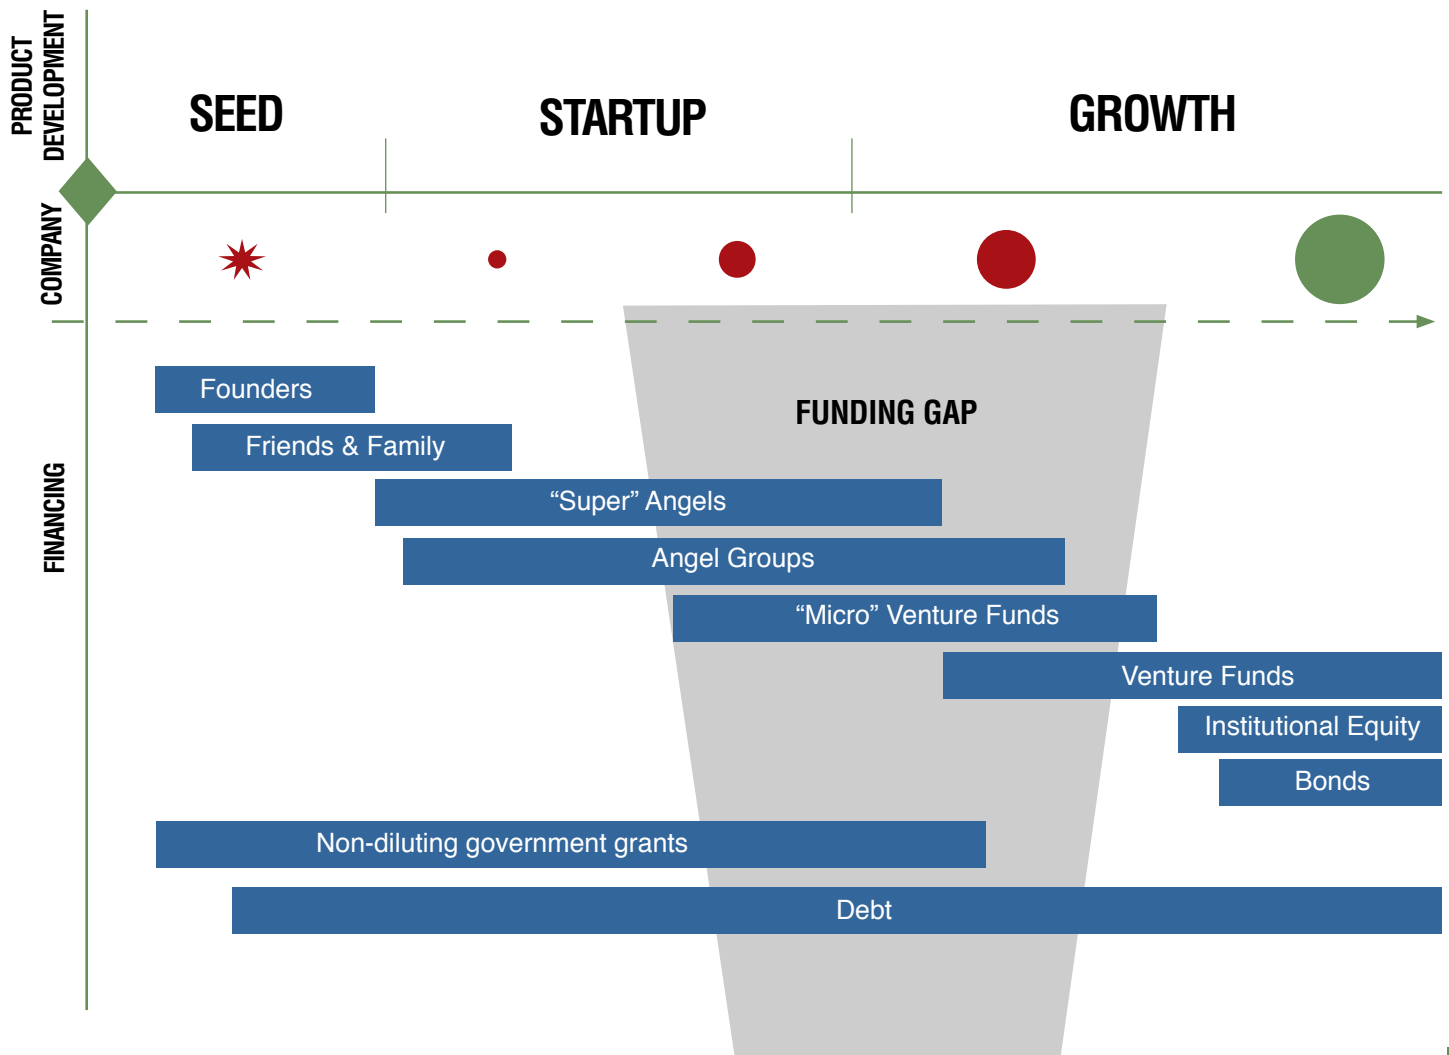 PRODUCT
DEVELOPMENT
SEED
STARTUP
GROWTH
COMPANY
FINANCING
Founders
FUNDING GAP
Friends & Family
“Super” Angels
Angel Groups
“Micro” Venture Funds
Venture Funds
Institutional Equity
Bonds
Non-diluting government grants
Debt